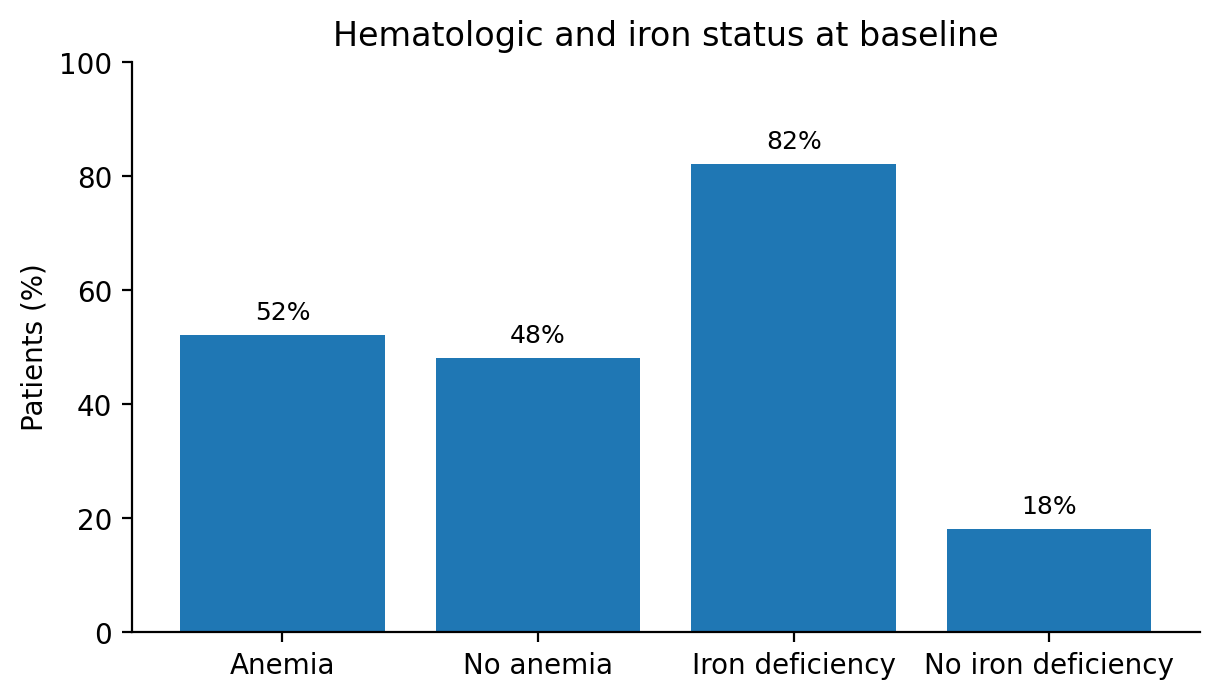 Hematologic and iron status at baseline
100
80
60
40
20
0
Patients (%)
52%
48%
82%
18%
Anemia
No anemia
Iron deficiency
No iron deficiency